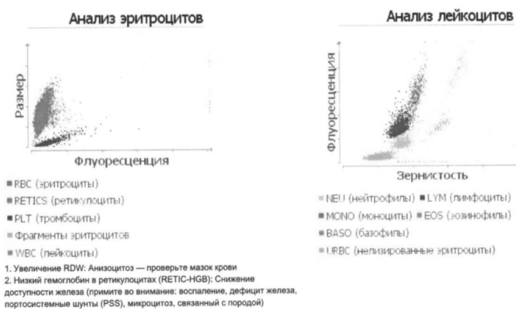 Анализ эритроцитов
Размер
Флуоресценция
RBC (эритроциты)
RETICS (ретикулоциты)
PLT (тромбоциты)
Фрагменты эритроцитов
WBC (лейкоциты)
1. Увеличение RDW: Анизоцитоз — проверьте мазок крови
2. Низкий гемоглобин в ретикулоцитах (RETIC-HGB): Снижение
доступности железа (примите во внимание: воспаление, дефицит железа,
портосистемные шунты (PSS), микроцитоз, связанный с породой)
Анализ лейкоцитов
Флуоресценция
Зернистость
NEU (нейтрофилы) LYM (лимфоциты)
MONO (моноциты) EOS (эозинофилы)
BASO (базофилы)
URBC (нелизированные эритроциты)